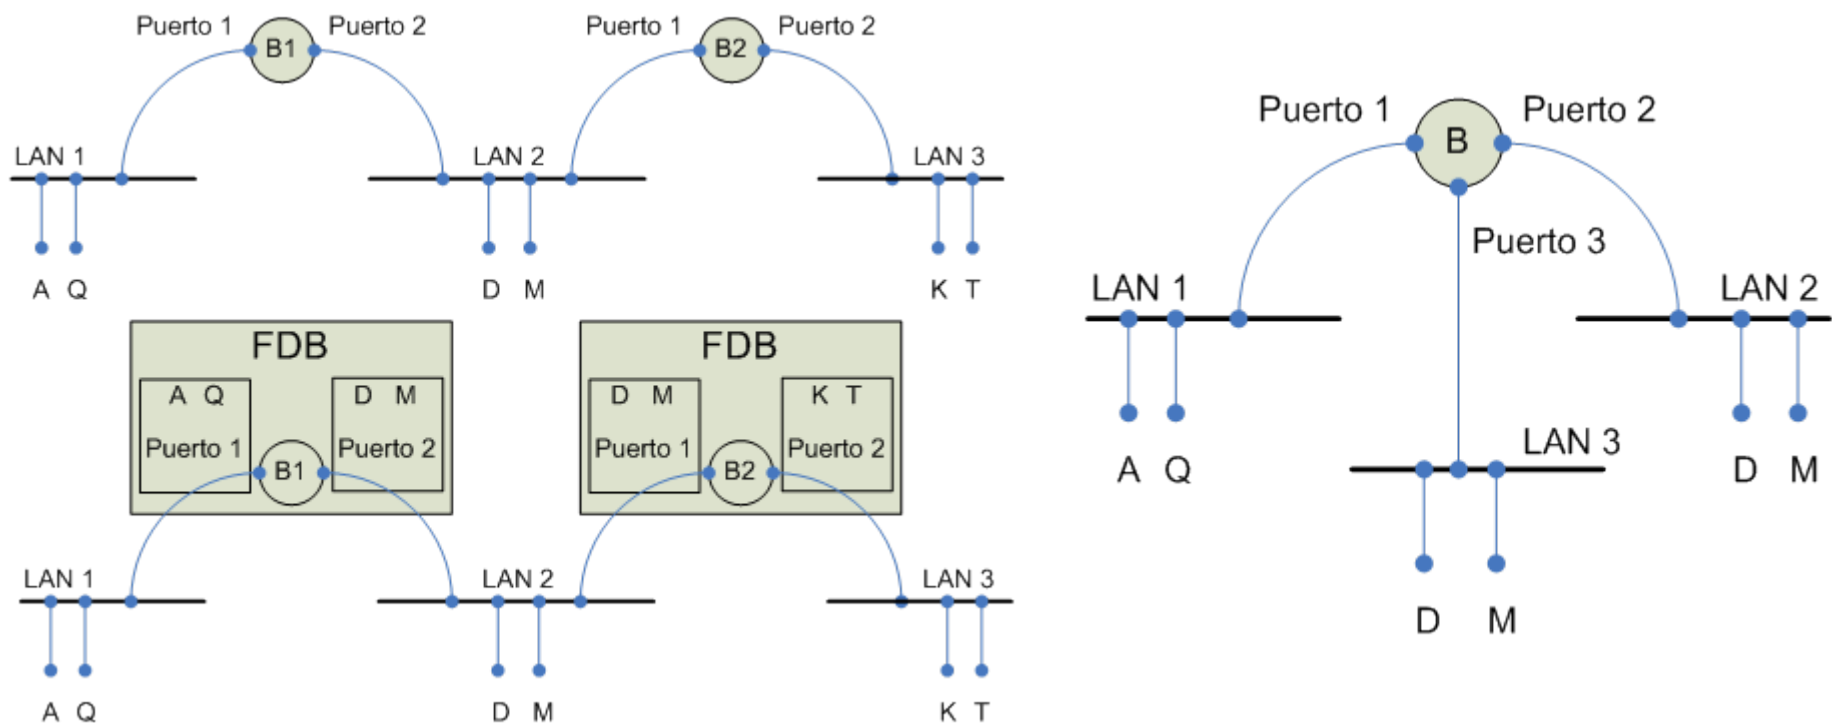 Puerto 1 B1 Puerto 2
Puerto 1 B2 Puerto 2
LAN 1 LAN 2 LAN 3
A Q D M K T
FDB FDB
A Q D M D M K T
Puerto 1 B1 Puerto 2 Puerto 1 B2 Puerto 2
LAN 1 LAN 2 LAN 3
A Q D M K T
Puerto 1 B Puerto 2
Puerto 3
LAN 1 LAN 2
A Q LAN 3 D M
D M